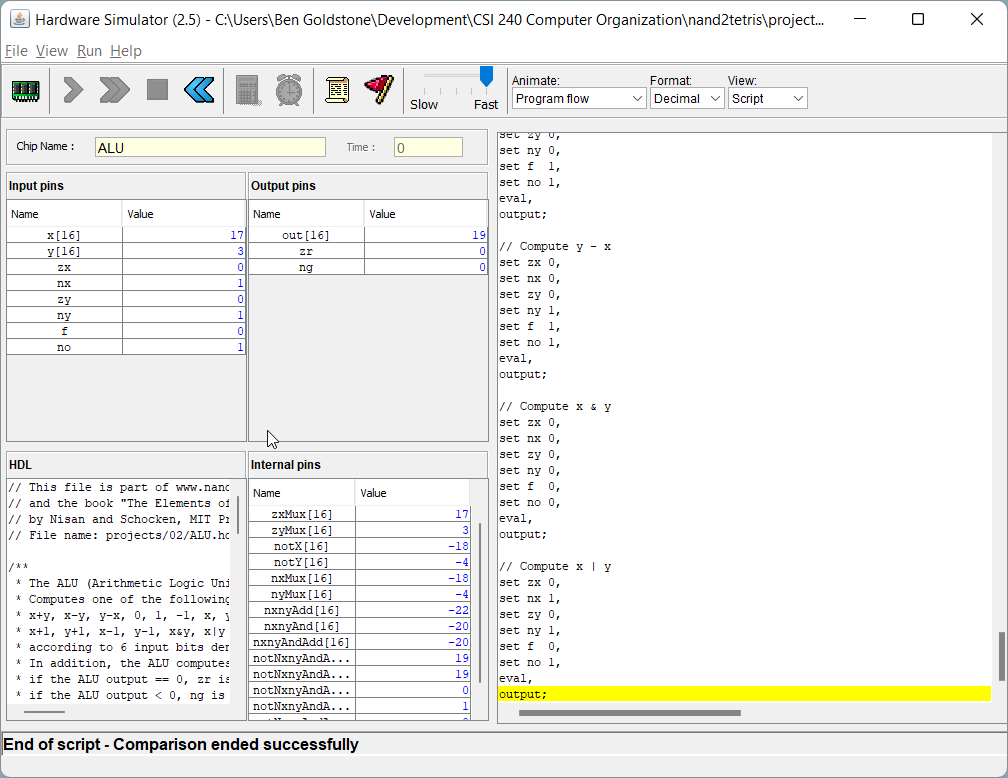 Hardware Simulator (2.5) - C:\Users\Ben Goldstone\Development\CSI 240 Computer Organization\nand2tetris\project...
File View Run Help
Slow Fast
Animate: Format: View:
Program flow Decimal Script
Chip Name : ALU Time : 0
Input pins
Name Value
x[16] 17
y[16] 3
zx 0
nx 1
zy 0
ny 1
f 0
no 1
Output pins
Name Value
out[16] 19
zr 0
ng 0
HDL
// This file is part of www.nand
// and the book "The Elements of
// by Nisan and Schocken, MIT Pr
// File name: projects/02/ALU.hd
/**
* The ALU (Arithmetic Logic Uni
* Computes one of the following
* x+y, x-y, y-x, 0, 1, -1, x, y
* x+1, y+1, x-1, y-1, x&y, x|y
* according to 6 input bits den
* In addition, the ALU computes
* if the ALU output == 0, zr is
* if the ALU output < 0, ng is
Internal pins
Name Value
zxMux[16] 17
zyMux[16] 3
notX[16] -18
notY[16] -4
nxMux[16] -18
nyMux[16] -4
nxnyAdd[16] -22
nxnyAnd[16] -20
nxnyAndAdd[16] -20
notNxnyAndA... 19
notNxnyAndA... 19
notNxnyAndA... 0
notNxnyAndA... 1
set zy 0,
set ny 0,
set f 1,
set no 1,
eval,
output;
// Compute y - x
set zx 0,
set nx 0,
set zy 0,
set ny 1,
set f 1,
set no 1,
eval,
output;
// Compute x & y
set zx 0,
set nx 0,
set zy 0,
set ny 0,
set f 0,
set no 0,
eval,
output;
// Compute x | y
set zx 0,
set nx 1,
set zy 0,
set ny 1,
set f 0,
set no 1,
eval,
output;
End of script - Comparison ended successfully